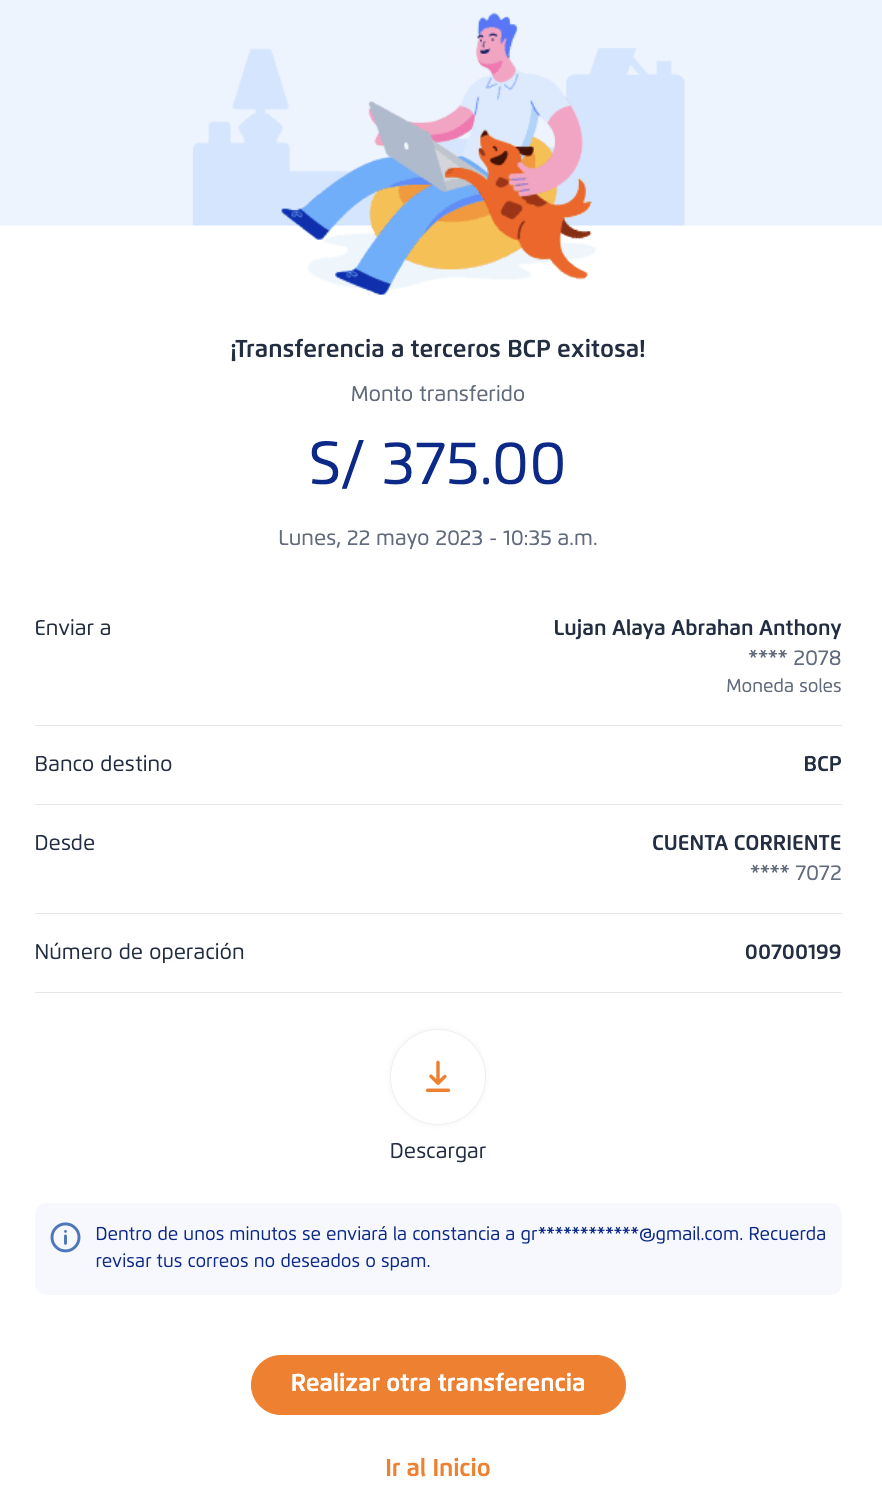 ¡Transferencia a terceros BCP exitosa!
Monto transferido
S/ 375.00
Lunes, 22 mayo 2023 - 10:35 a.m.
Enviar a
Lujan Alaya Abrahan Anthony
**** 2078
Moneda soles
Banco destino
BCP
Desde
CUENTA CORRIENTE
**** 7072
Número de operación
00700199
Descargar
Dentro de unos minutos se enviará la constancia a gr************@gmail.com. Recuerda
revisar tus correos no deseados o spam.
Realizar otra transferencia
Ir al Inicio